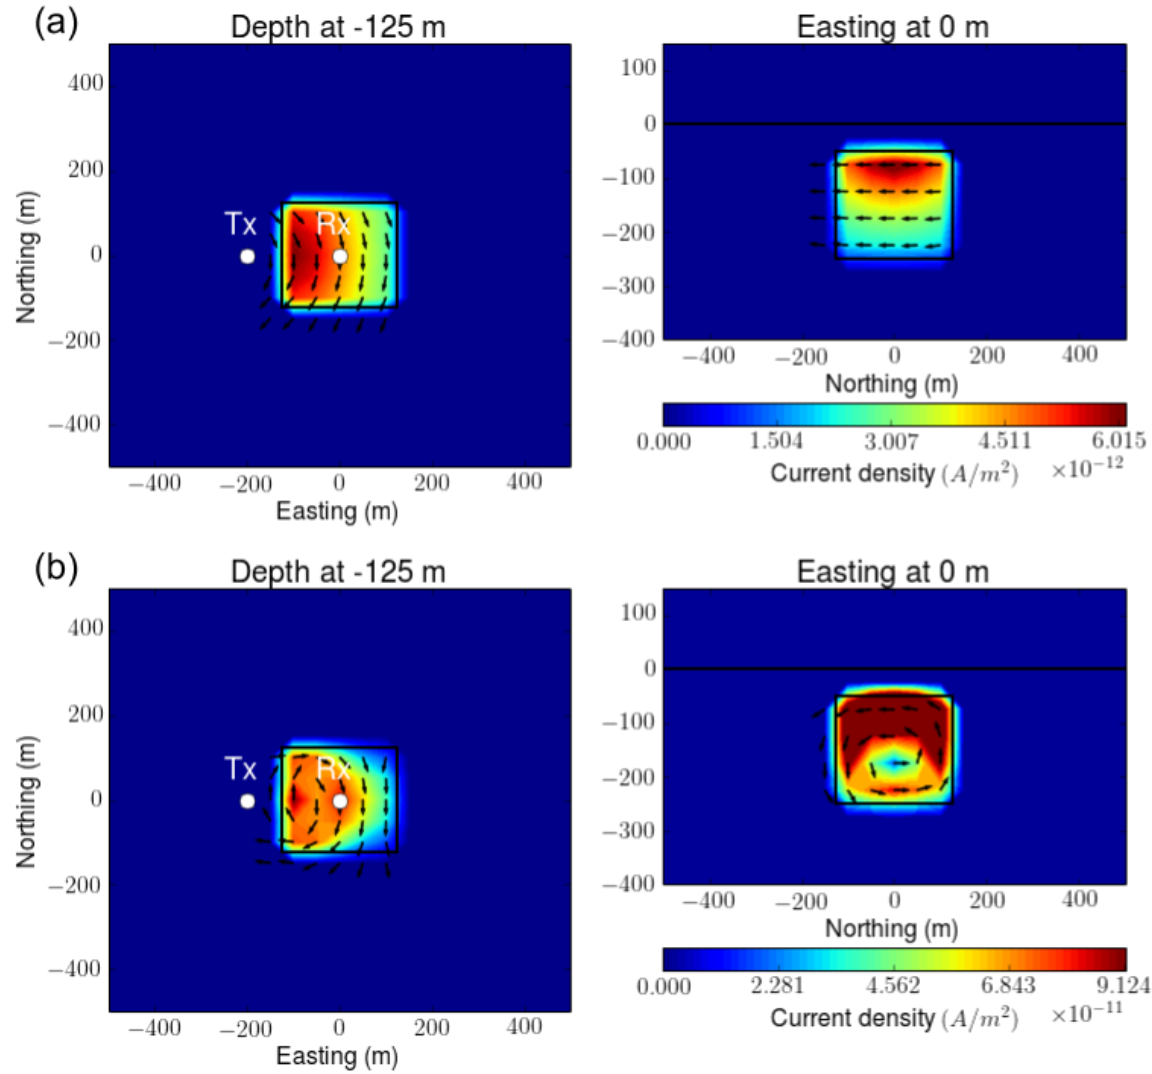 (a)
Depth at -125 m
Easting at 0 m
400
200
0
−200
−400
Northing (m)
Tx
Rx
−400 −200 0 200 400
Easting (m)
100
0
−100
−200
−300
−400
−400 −200 0 200 400
Northing (m)
0.000 1.504 3.007 4.511 6.015
Current density (A/m²) ×10⁻¹²
(b)
Depth at -125 m
Easting at 0 m
400
200
0
−200
−400
Northing (m)
Tx
Rx
−400 −200 0 200 400
Easting (m)
100
0
−100
−200
−300
−400
−400 −200 0 200 400
Northing (m)
0.000 2.281 4.562 6.843 9.124
Current density (A/m²) ×10⁻¹¹